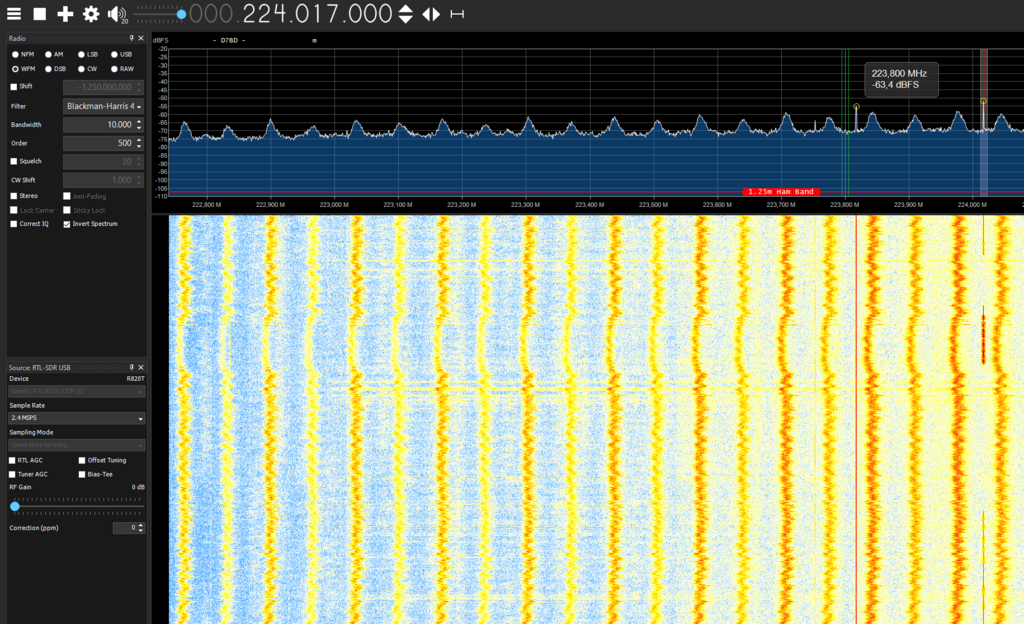 20
000.224.017.000
Radio
NFM AM LSB USB
WFM DSB CW RAW
Shift -1.250.000.000
Filter Blackman-Harris 4
Bandwidth 10.000
Order 500
Squelch 20
CW Shift 1.000
Stereo Anti-Fading
Lock Carrier Sticky Lock
Correct IQ Invert Spectrum
Source: RTL-SDR USB
Device R820T
Sample Rate
2.4 MSPS
Sampling Mode
Quadrature sampling
RTL AGC Offset Tuning
Tuner AGC Bias-Tee
RF Gain 0 dB
Correction (ppm) 0
dBFS - D7BD -
-20
-25
-30
-35
-40
-45
-50
-55
-60
-65
-70
-75
-80
-85
-90
-95
-100
-105
-110
223,800 MHz
-63,4 dBFS
1.25m Ham Band
222,800 M 222,900 M 223,000 M 223,100 M 223,200 M 223,300 M 223,400 M 223,500 M 223,600 M 223,700 M 223,800 M 223,900 M 224,000 M